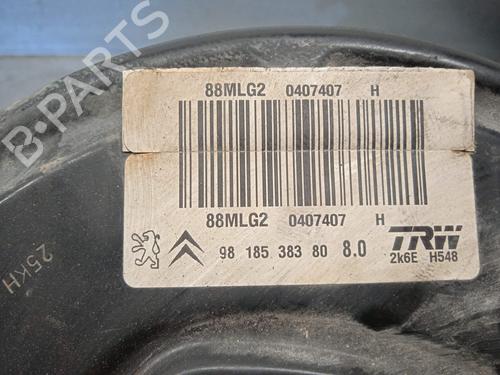 B-PARTS
88MLG2 0407407 H
88MLG2 0407407 H
98 185 383 80 8.0 TRW
2k6E H548
25KH